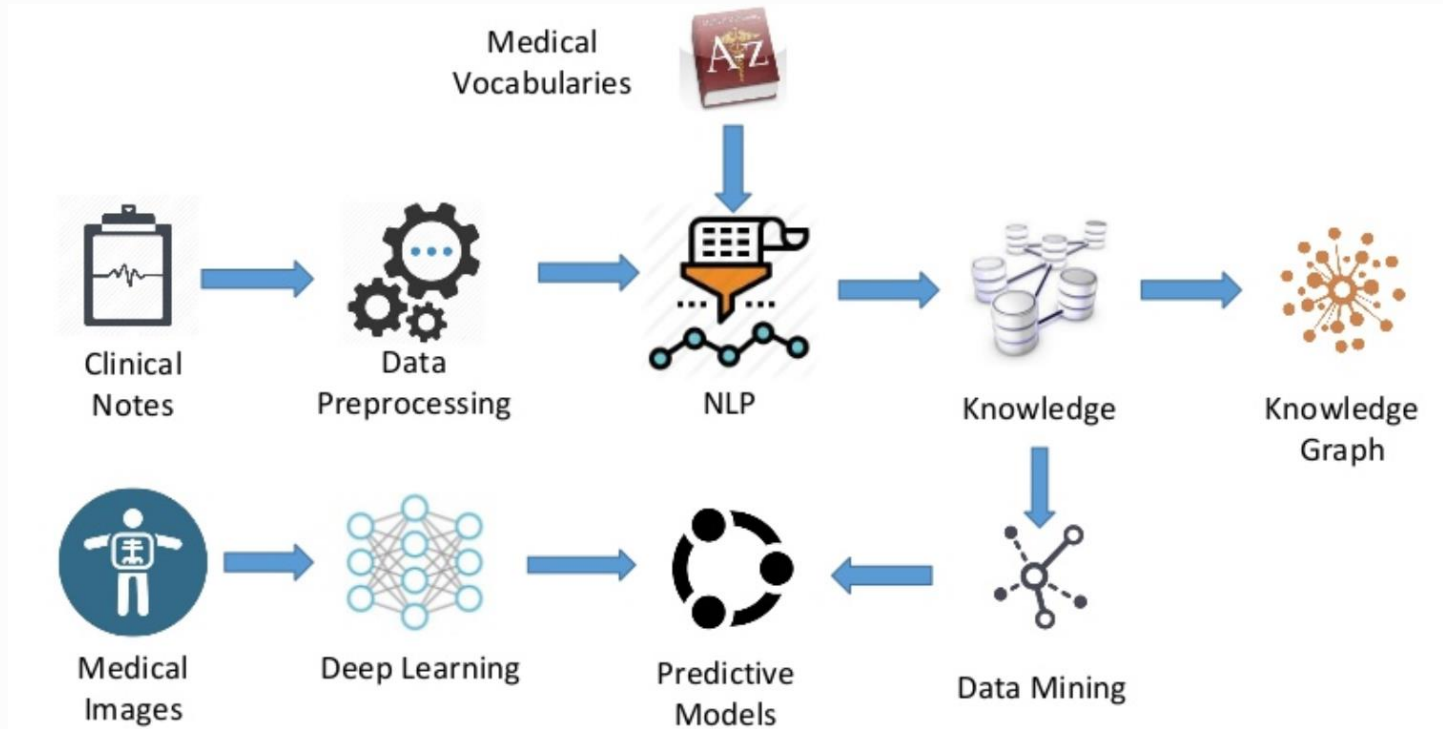 Medical
Vocabularies
A-Z
Clinical
Notes
Data
Preprocessing
NLP
Knowledge
Knowledge
Graph
Medical
Images
Deep Learning
Predictive
Models
Data Mining